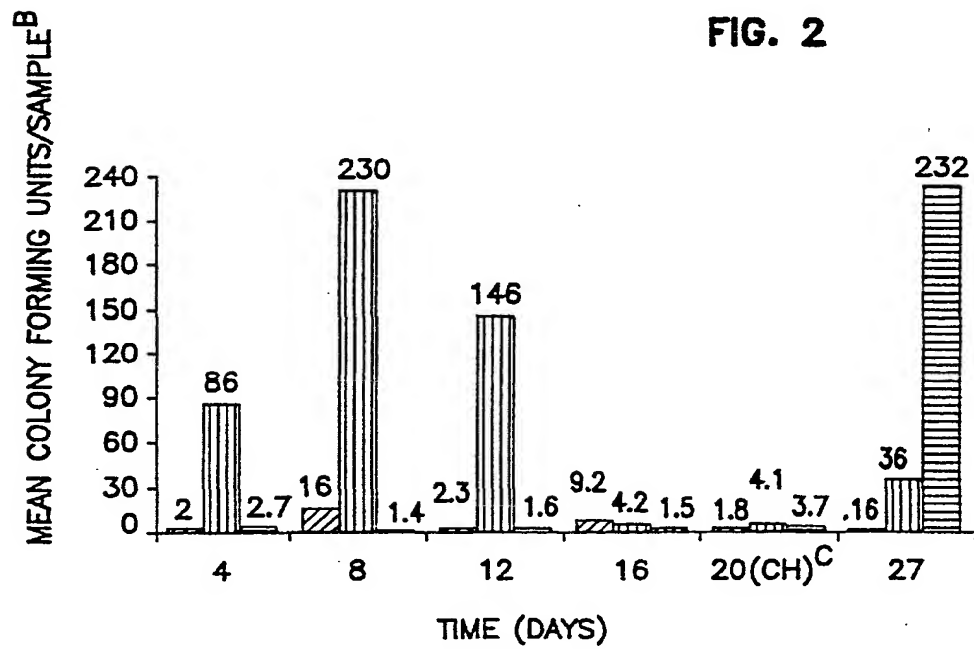 FIG. 2
MEAN COLONY FORMING UNITS/SAMPLE^B
240
210
180
150
120
90
60
30
0
2 86 2.7
16 230 1.4
2.3 146 1.6
9.2 4.2 1.5
1.8 4.1 3.7
.16 36 232
4 8 12 16 20(CH)^C 27
TIME (DAYS)